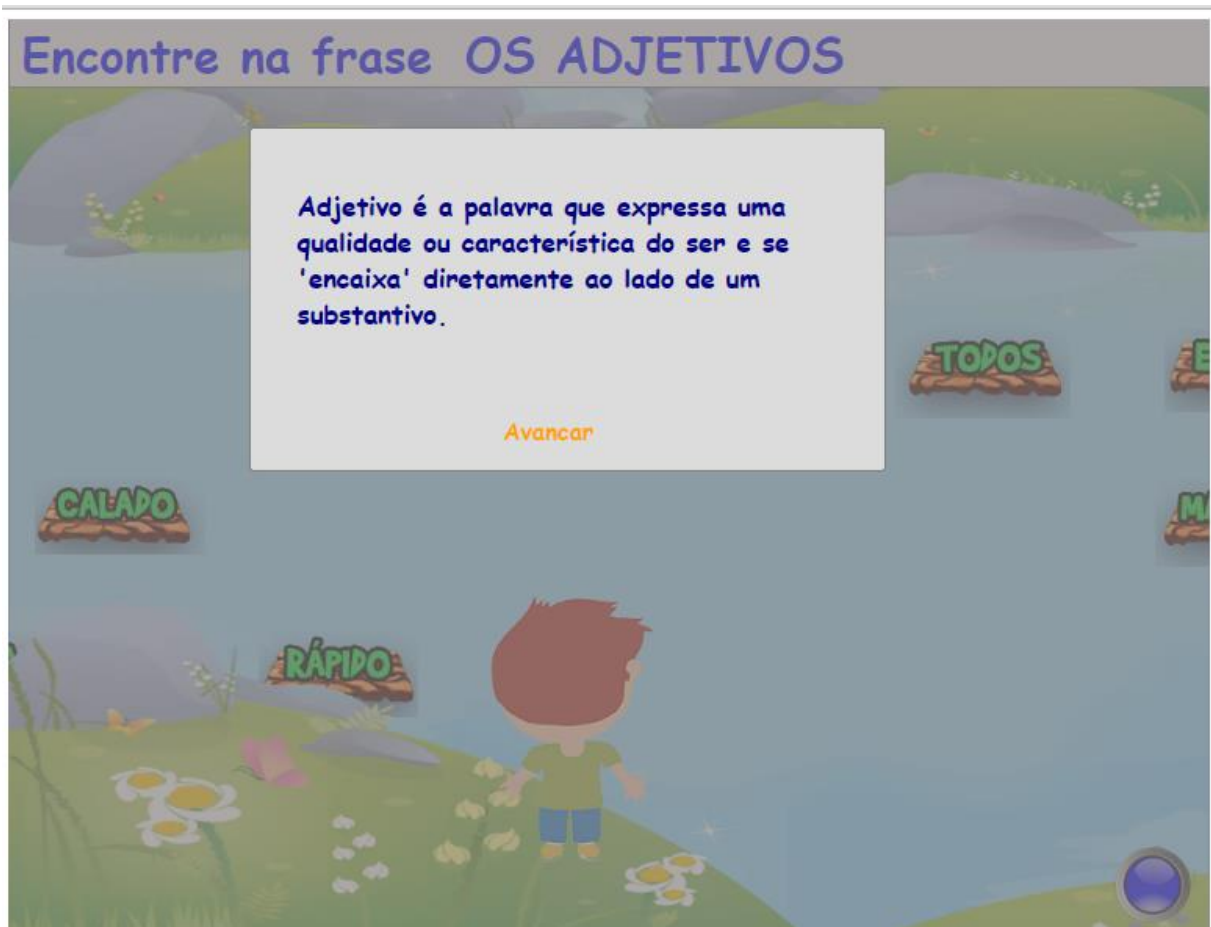 Encontre na frase OS ADJETIVOS
Adjetivo é a palavra que expressa uma
qualidade ou característica do ser e se
'encaixa' diretamente ao lado de um
substantivo.
Avancar
TODOS
CALADO
RÁPIDO